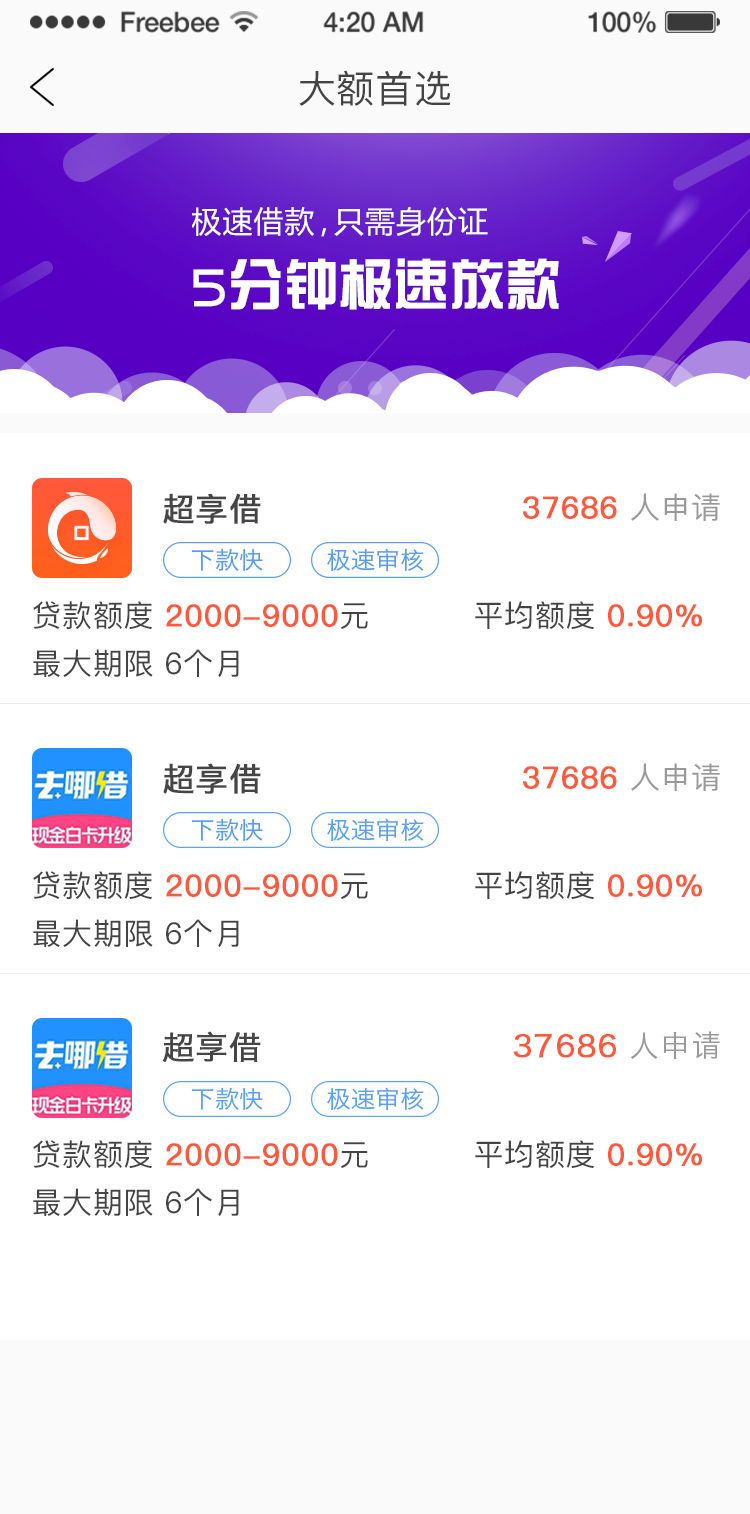 ●●●●● Freebee 4:20 AM 100%
大额首选
极速借款,只需身份证
5分钟极速放款
超享借 37686 人申请
下款快 极速审核
贷款额度 2000-9000元 平均额度 0.90%
最大期限 6个月
去哪借
现金白卡升级
超享借 37686 人申请
下款快 极速审核
贷款额度 2000-9000元 平均额度 0.90%
最大期限 6个月
去哪借
现金白卡升级
超享借 37686 人申请
下款快 极速审核
贷款额度 2000-9000元 平均额度 0.90%
最大期限 6个月